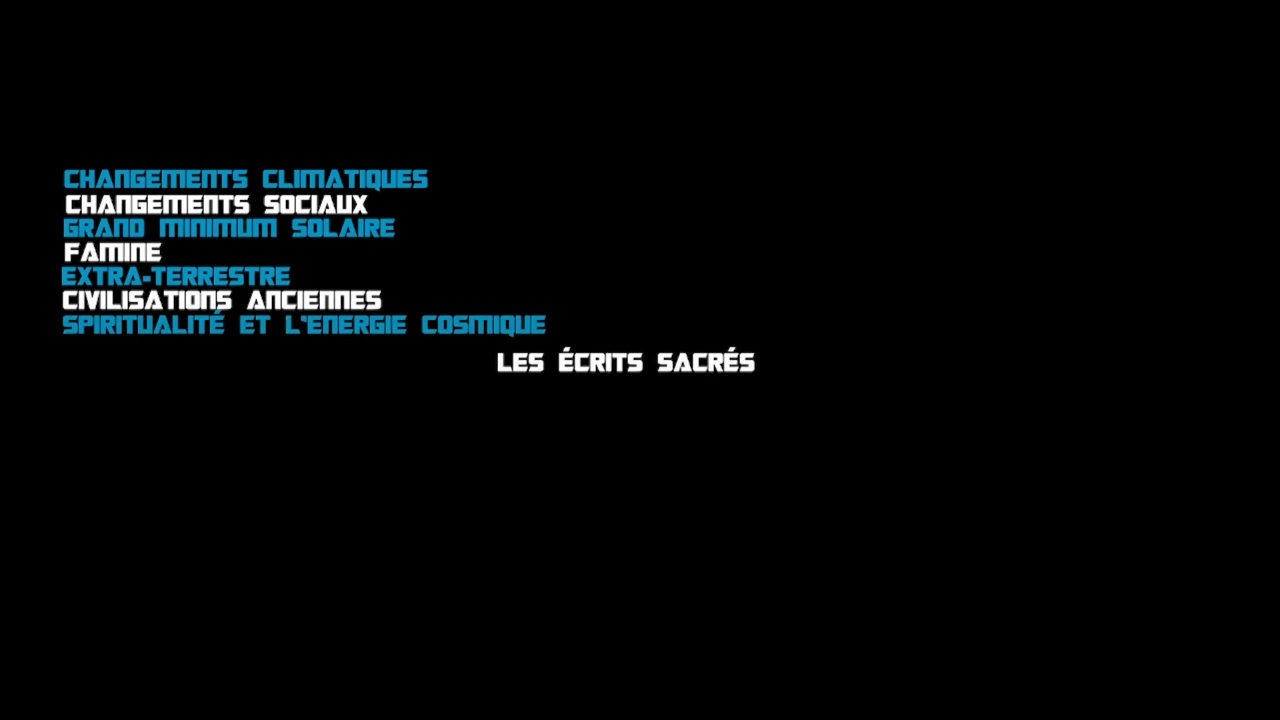 CHANGEMENTS CLIMATIQUES
CHANGEMENTS SOCIAUX
GRAND MINIMUM SOLAIRE
FAMINE
EXTRA-TERRESTRE
CIVILISATIONS ANCIENNES
SPIRITUALITÉ ET L'ENERGIE COSMIQUE
LES ÉCRITS SACRÉS